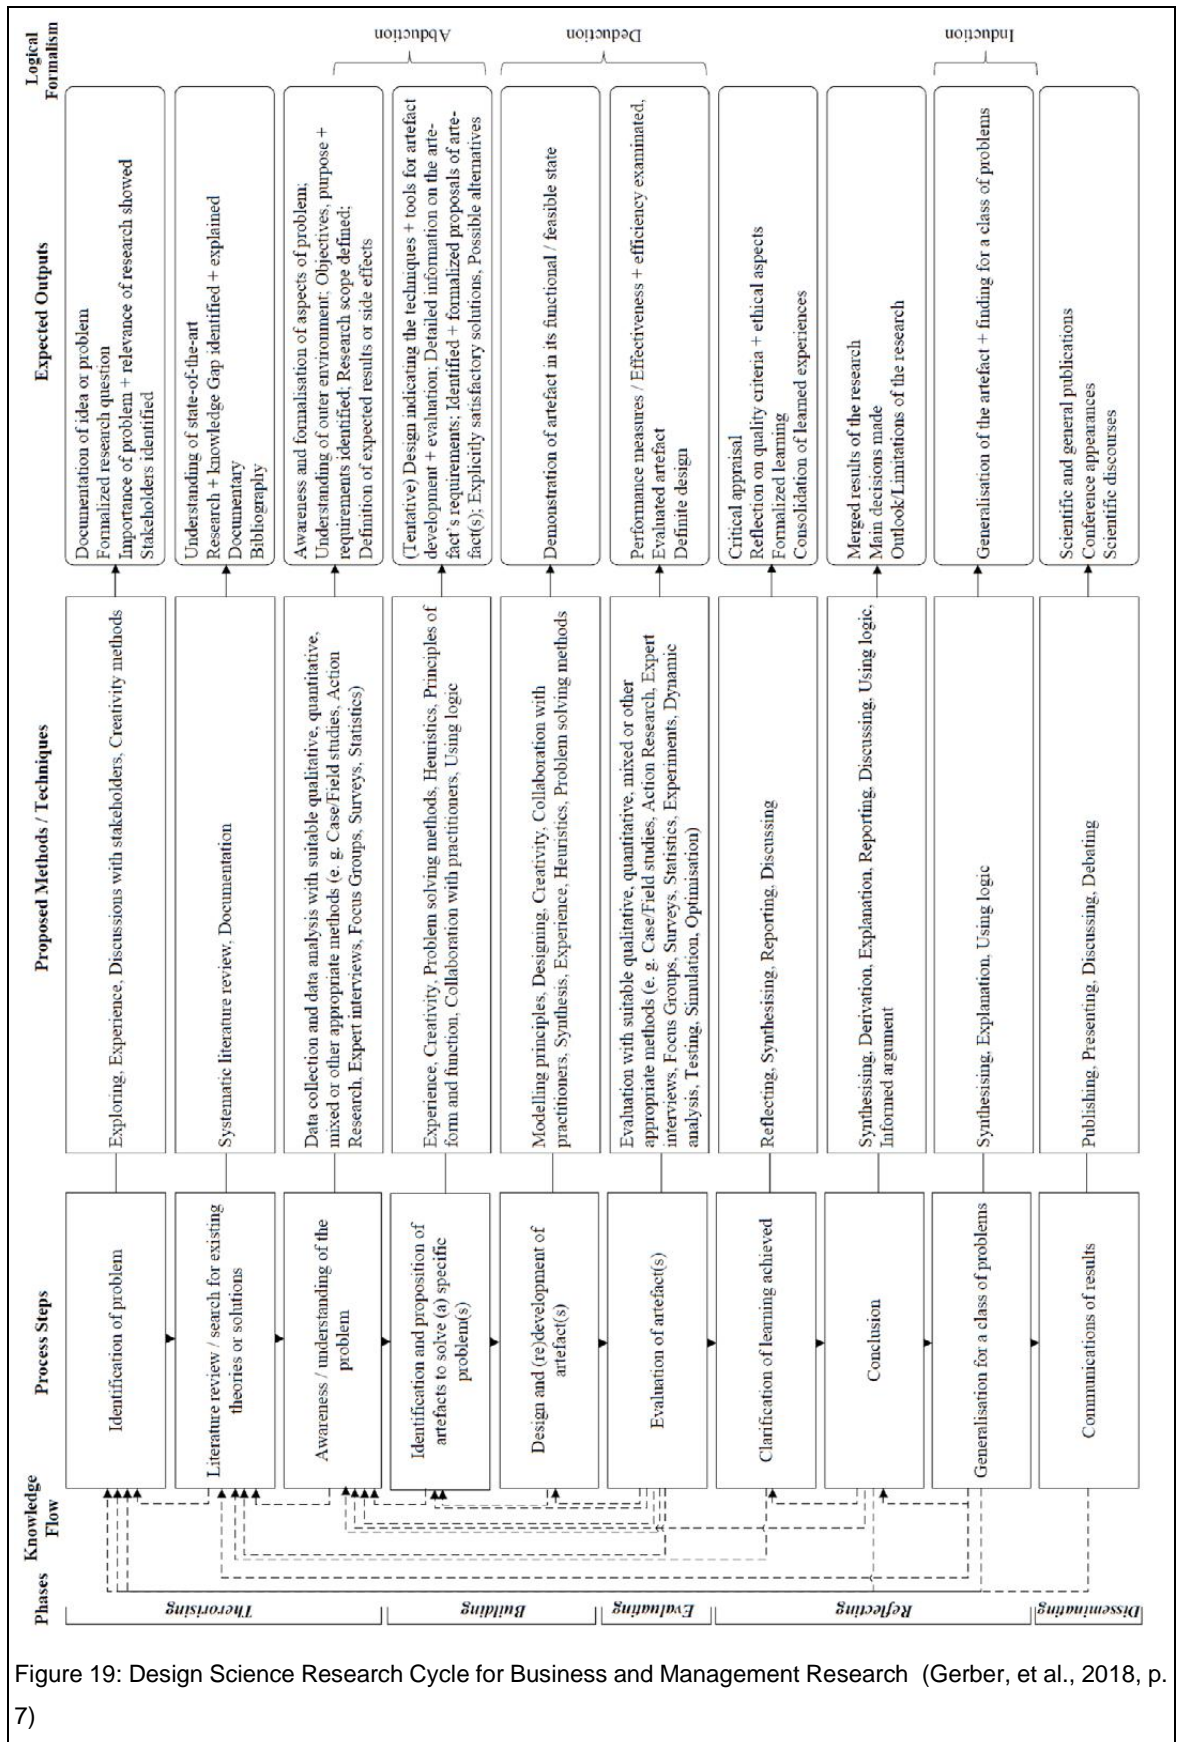 Phases
Knowledge
Flow
Process Steps
Proposed Methods / Techniques
Expected Outputs
Logical
Formalism
Therorising
Identification of problem
Exploring, Experience, Discussions with stakeholders, Creativity methods
Documentation of idea or problem
Formalized research question
Importance of problem + relevance of research showed
Stakeholders identified
Literature review / search for existing
theories or solutions
Systematic literature review, Documentation
Understanding of state-of-the-art
Research + knowledge Gap identified + explained
Documentary
Bibliography
Awareness / understanding of the
problem
Data collection and data analysis with suitable qualitative, quantitative,
mixed or other appropriate methods (e. g. Case/Field studies, Action
Research, Expert interviews, Focus Groups, Surveys, Statistics)
Awareness and formalisation of aspects of problem;
Understanding of outer environment; Objectives, purpose +
requirements identified; Research scope defined;
Definition of expected results or side effects
Abduction
Building
Identification and proposition of
artefacts to solve (a) specific
problem(s)
Experience, Creativity, Problem solving methods, Heuristics, Principles of
form and function, Collaboration with practitioners, Using logic
(Tentative) Design indicating the techniques + tools for artefact
development + evaluation; Detailed information on the arte-
fact's requirements; Identified + formalized proposals of arte-
fact(s); Explicitly satisfactory solutions, Possible alternatives
Design and (re)development of
artefact(s)
Modelling principles, Designing, Creativity, Collaboration with
practitioners, Synthesis, Experience, Heuristics, Problem solving methods
Demonstration of artefact in its functional / feasible state
Deduction
Evaluating
Evaluation of artefact(s)
Evaluation with suitable qualitative, quantitative, mixed or other
appropriate methods (e. g. Case/Field studies, Action Research, Expert
interviews, Focus Groups, Surveys, Statistics, Experiments, Dynamic
analysis, Testing, Simulation, Optimisation)
Performance measures / Effectiveness + efficiency examinated,
Evaluated artefact
Definite design
Reflecting
Clarification of learning achieved
Reflecting, Synthesising, Reporting, Discussing
Critical appraisal
Reflection on quality criteria + ethical aspects
Formalized learning
Consolidation of learned experiences
Conclusion
Synthesising, Derivation, Explanation, Reporting, Discussing, Using logic,
Informed argument
Merged results of the research
Main decisions made
Outlook/Limitations of the research
Generalisation for a class of problems
Synthesising, Explanation, Using logic
Generalisation of the artefact + finding for a class of problems
Induction
Disseminating
Communications of results
Publishing, Presenting, Discussing, Debating
Scientific and general publications
Conference appearances
Scientific discourses
Figure 19: Design Science Research Cycle for Business and Management Research (Gerber, et al., 2018, p.
7)